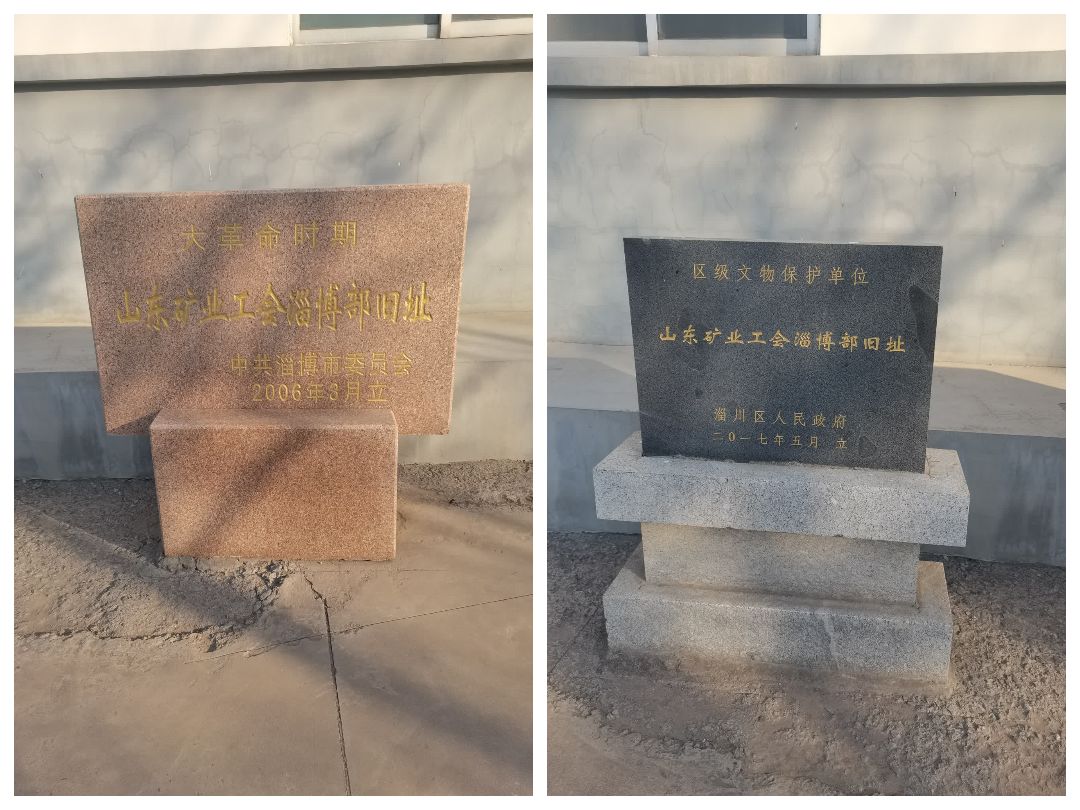 大革命时期
山东矿业工会淄博部旧址
中共淄博市委员会
2006年3月立
区级文物保护单位
山东矿业工会淄博部旧址
淄川区人民政府
二〇一七年五月 立